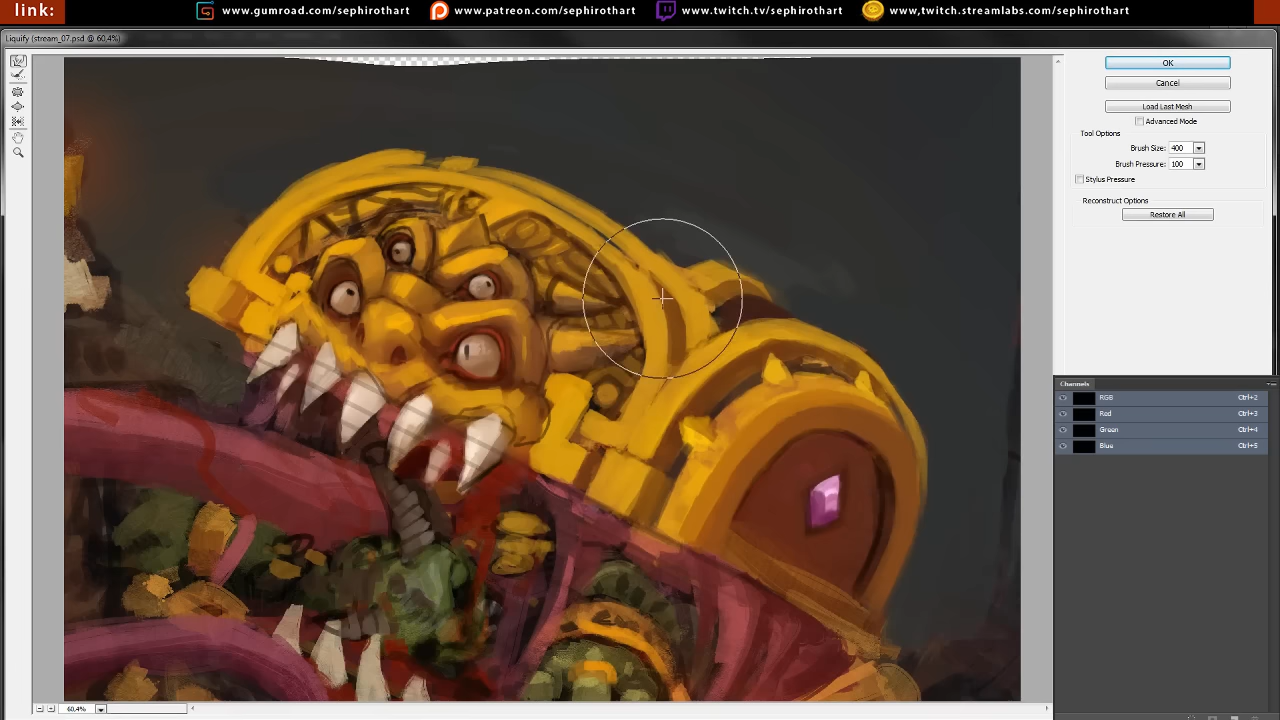 link:
www.gumroad.com/sephirothart
www.patreon.com/sephirothart
www.twitch.tv/sephirothart
www,twitch.streamlabs.com/sephirothart
Liquify (stream_07.psd @ 60,4%)
OK
Cancel
Load Last Mesh
Advanced Mode
Tool Options
Brush Size: 400
Brush Pressure: 100
Stylus Pressure
Reconstruct Options
Restore All
Channels
RGB Ctrl+2
Red Ctrl+3
Green Ctrl+4
Blue Ctrl+5
60,4%